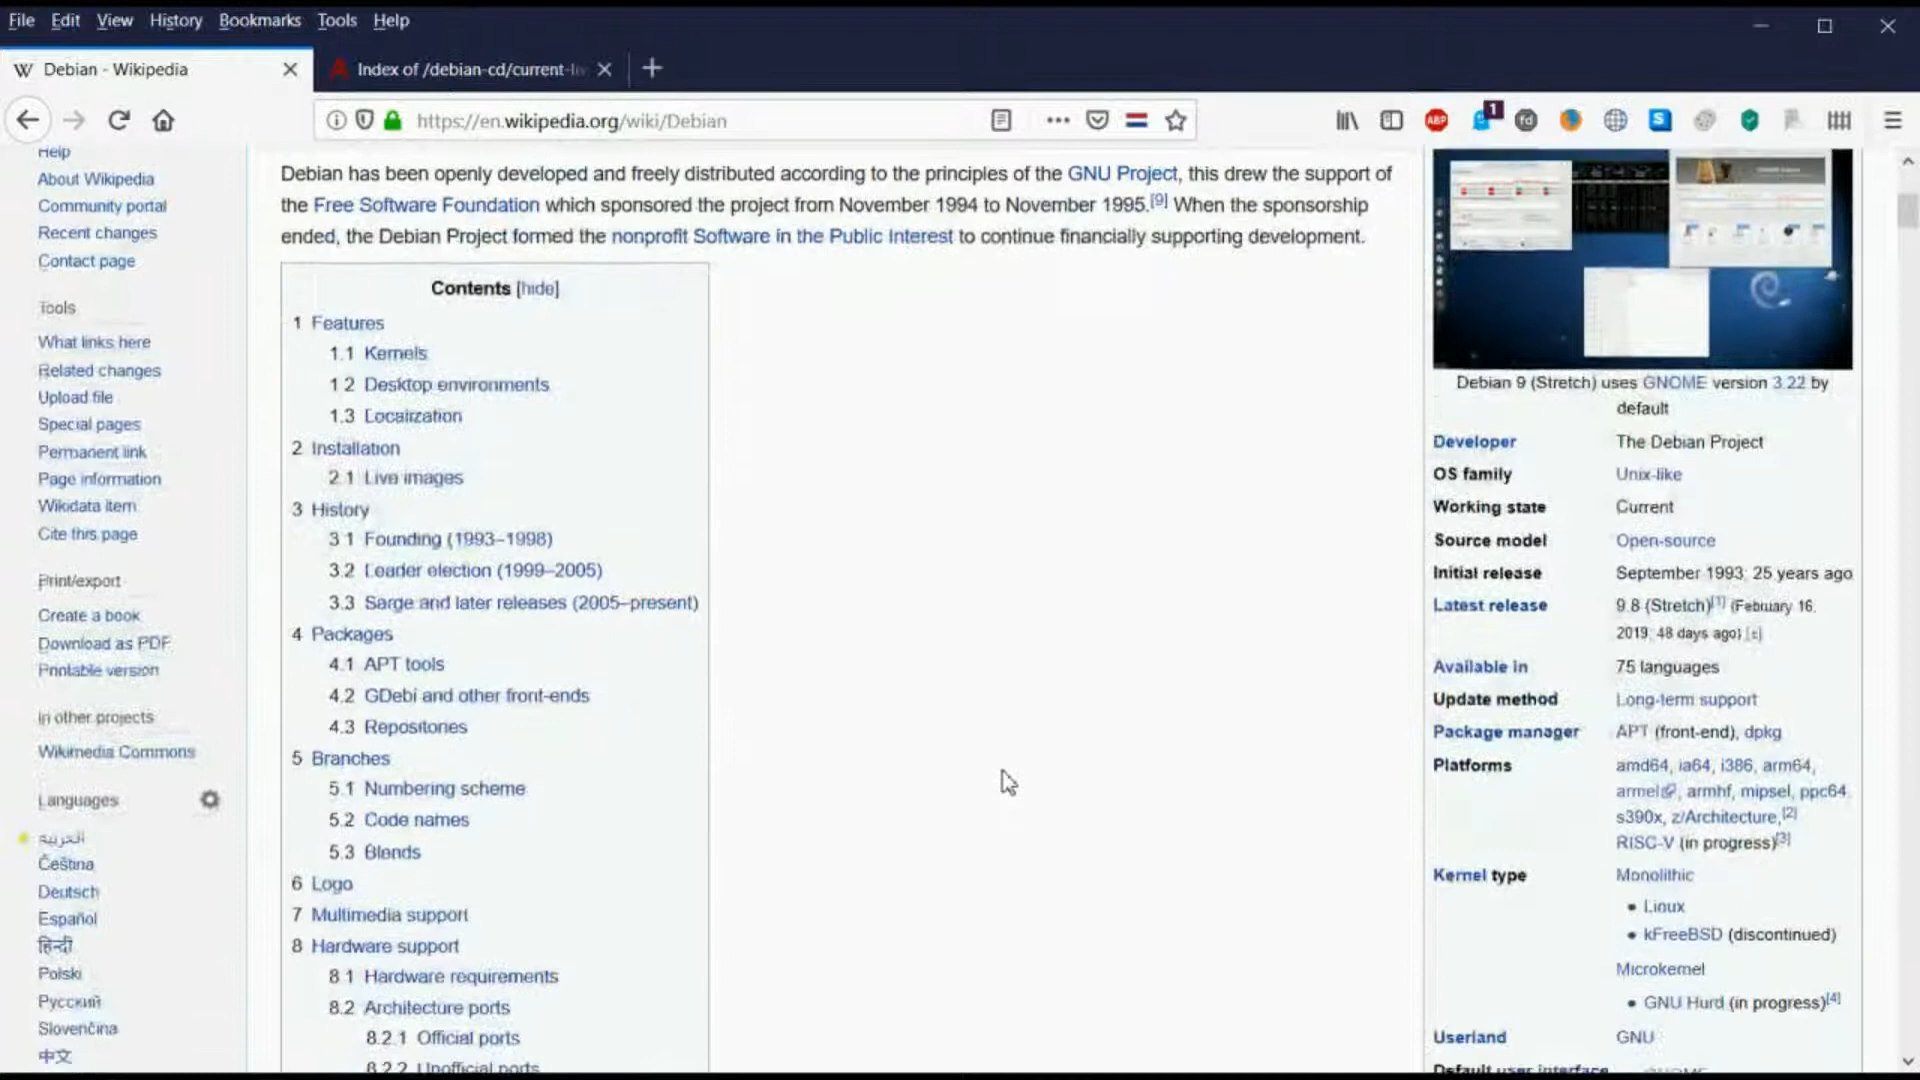 File Edit View History Bookmarks Tools Help
Debian - Wikipedia
Index of /debian-cd/current-liv
https://en.wikipedia.org/wiki/Debian
ABP
1
fd
S
Help
About Wikipedia
Community portal
Recent changes
Contact page
Tools
What links here
Related changes
Upload file
Special pages
Permanent link
Page information
Wikidata item
Cite this page
Print/export
Create a book
Download as PDF
Printable version
In other projects
Wikimedia Commons
Languages
العربية
Čeština
Deutsch
Español
हिन्दी
Polski
Русский
Slovenčina
中文
Debian has been openly developed and freely distributed according to the principles of the GNU Project, this drew the support of
the Free Software Foundation which sponsored the project from November 1994 to November 1995.[9] When the sponsorship
ended, the Debian Project formed the nonprofit Software in the Public Interest to continue financially supporting development.
Contents [hide]
1 Features
1.1 Kernels
1.2 Desktop environments
1.3 Localization
2 Installation
2.1 Live images
3 History
3.1 Founding (1993–1998)
3.2 Leader election (1999–2005)
3.3 Sarge and later releases (2005–present)
4 Packages
4.1 APT tools
4.2 GDebi and other front-ends
4.3 Repositories
5 Branches
5.1 Numbering scheme
5.2 Code names
5.3 Blends
6 Logo
7 Multimedia support
8 Hardware support
8.1 Hardware requirements
8.2 Architecture ports
8.2.1 Official ports
8.2.2 Unofficial ports
Debian 9 (Stretch) uses GNOME version 3.22 by
default
Developer The Debian Project
OS family Unix-like
Working state Current
Source model Open-source
Initial release September 1993; 25 years ago
Latest release 9.8 (Stretch)[1] (February 16,
2019; 48 days ago) [±]
Available in 75 languages
Update method Long-term support
Package manager APT (front-end), dpkg
Platforms amd64, ia64, i386, arm64,
armel, armhf, mipsel, ppc64,
s390x, z/Architecture,[2]
RISC-V (in progress)[3]
Kernel type Monolithic
• Linux
• kFreeBSD (discontinued)
Microkernel
• GNU Hurd (in progress)[4]
Userland GNU
Default user interface GNOME